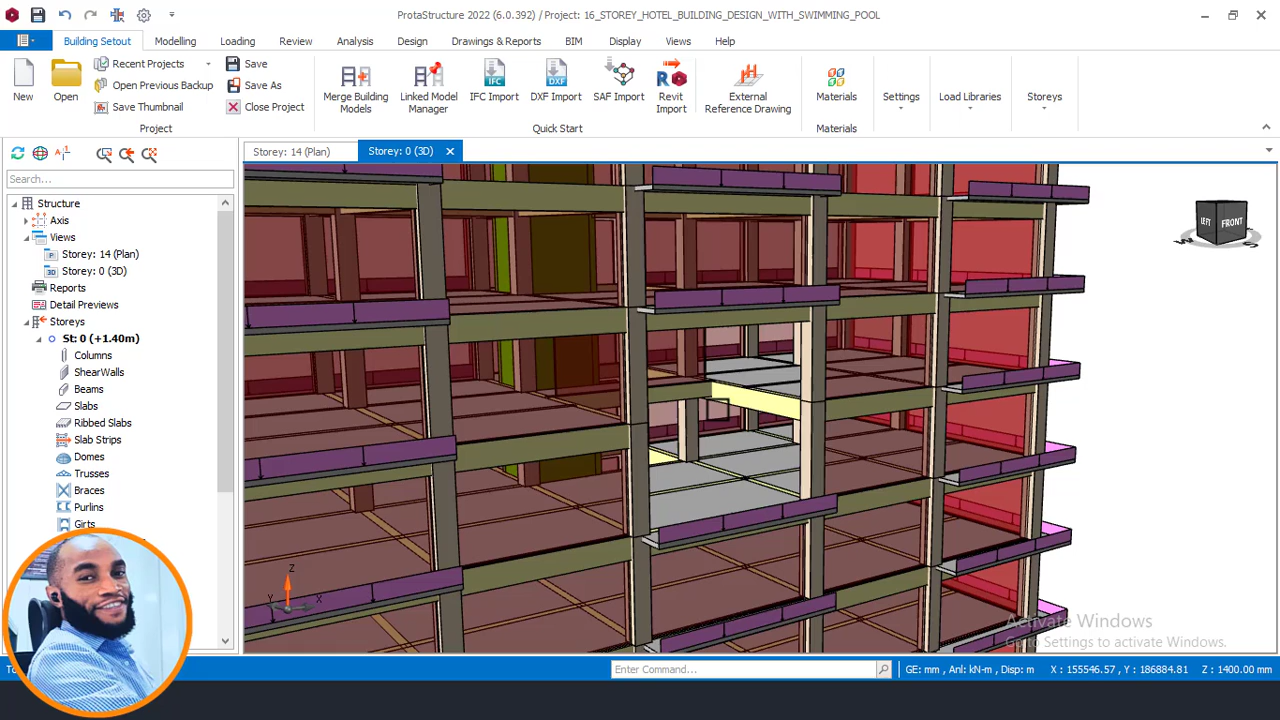 ProtaStructure 2022 (6.0.392) / Project: 16_STOREY_HOTEL_BUILDING_DESIGN_WITH_SWIMMING_POOL
Building Setout Modelling Loading Review Analysis Design Drawings & Reports BIM Display Views Help
New
Open
Recent Projects
Open Previous Backup
Save Thumbnail
Save
Save As
Close Project
Project
Merge Building
Models
Linked Model
Manager
IFC Import
DXF Import
SAF Import
Revit
Import
External
Reference Drawing
Quick Start
Materials
Materials
Settings
Load Libraries
Storeys
Search...
Structure
Axis
Views
Storey: 14 (Plan)
Storey: 0 (3D)
Reports
Detail Previews
Storeys
St: 0 (+1.40m)
Columns
ShearWalls
Beams
Slabs
Ribbed Slabs
Slab Strips
Domes
Trusses
Braces
Purlins
Girts
Storey: 14 (Plan)
Storey: 0 (3D)
LEFT
FRONT
Z
Y
X
Activate Windows
Go to Settings to activate Windows.
Enter Command...
GE: mm, Anl: kN-m, Disp: m
X : 155546.57, Y : 186884.81
Z : 1400.00 mm